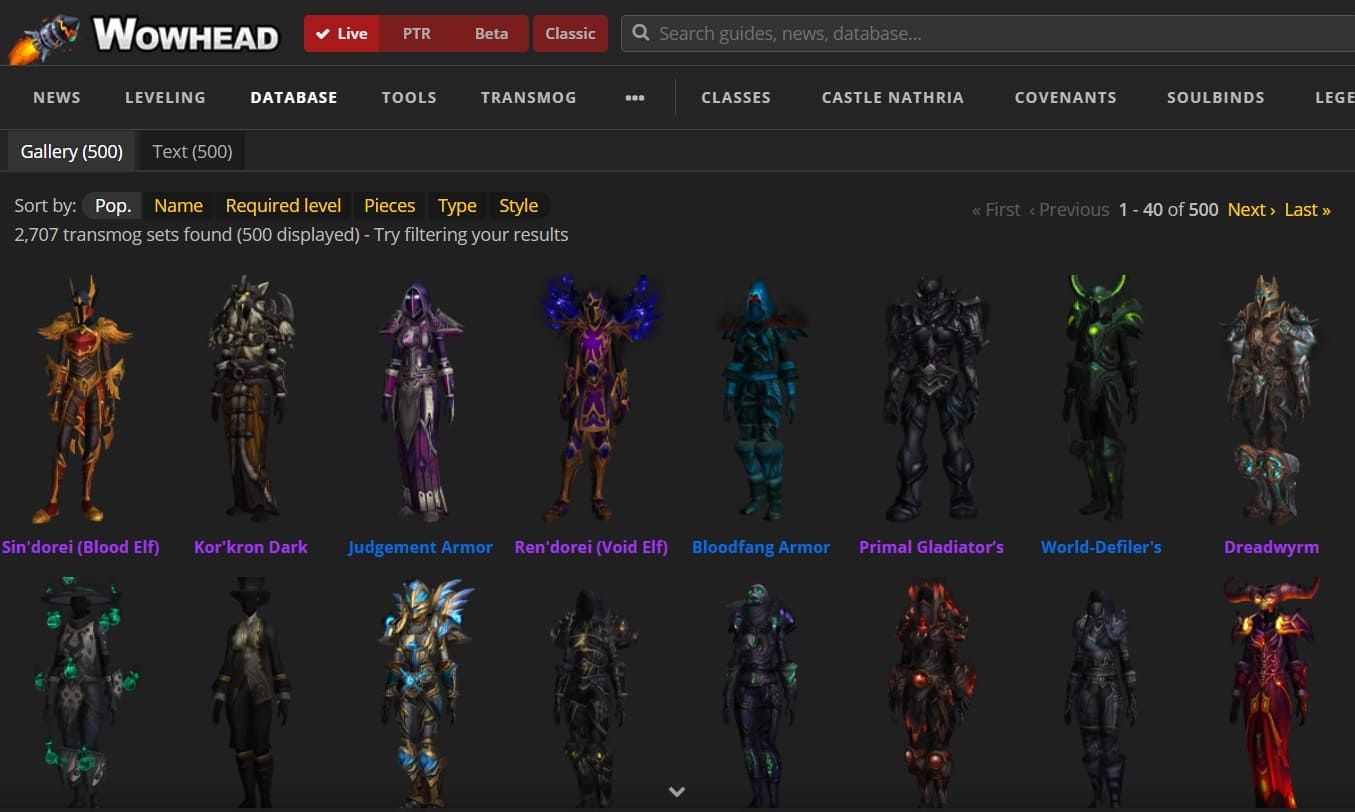 WOWHEAD
Live PTR Beta Classic Search guides, news, database...
NEWS LEVELING DATABASE TOOLS TRANSMOG ••• CLASSES CASTLE NATHRIA COVENANTS SOULBINDS LEGE
Gallery (500) Text (500)
Sort by: Pop. Name Required level Pieces Type Style « First ‹ Previous 1 - 40 of 500 Next › Last »
2,707 transmog sets found (500 displayed) - Try filtering your results
Sin'dorei (Blood Elf) Kor'kron Dark Judgement Armor Ren'dorei (Void Elf) Bloodfang Armor Primal Gladiator's World-Defiler's Dreadwyrm